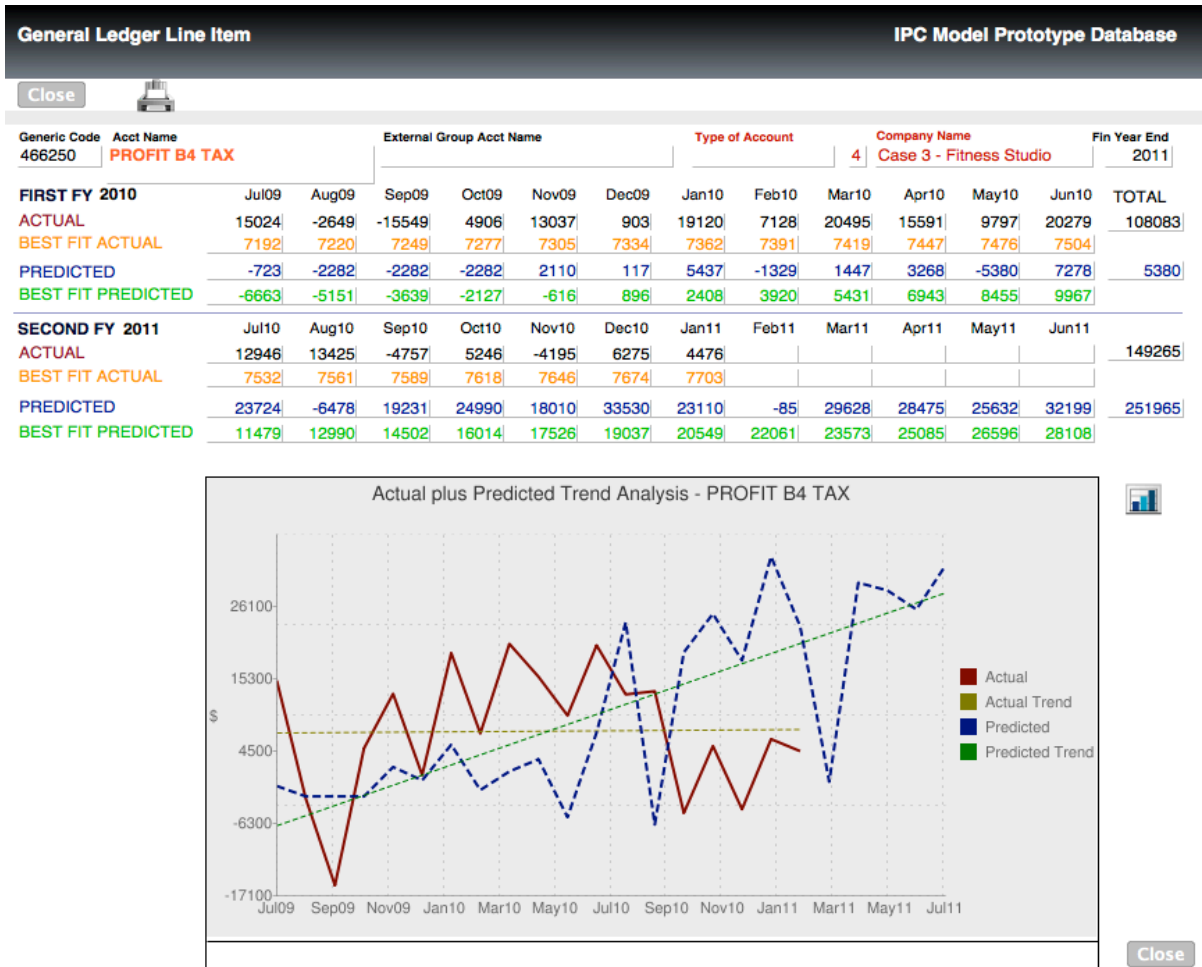 General Ledger Line Item IPC Model Prototype Database
Close
Generic Code Acct Name External Group Acct Name Type of Account Company Name Fin Year End
466250 PROFIT B4 TAX 4 Case 3 - Fitness Studio 2011
FIRST FY 2010 Jul09 Aug09 Sep09 Oct09 Nov09 Dec09 Jan10 Feb10 Mar10 Apr10 May10 Jun10 TOTAL
ACTUAL 15024 -2649 -15549 4906 13037 903 19120 7128 20495 15591 9797 20279 108083
BEST FIT ACTUAL 7192 7220 7249 7277 7305 7334 7362 7391 7419 7447 7476 7504
PREDICTED -723 -2282 -2282 -2282 2110 117 5437 -1329 1447 3268 -5380 7278 5380
BEST FIT PREDICTED -6663 -5151 -3639 -2127 -616 896 2408 3920 5431 6943 8455 9967
SECOND FY 2011 Jul10 Aug10 Sep10 Oct10 Nov10 Dec10 Jan11 Feb11 Mar11 Apr11 May11 Jun11
ACTUAL 12946 13425 -4757 5246 -4195 6275 4476 149265
BEST FIT ACTUAL 7532 7561 7589 7618 7646 7674 7703
PREDICTED 23724 -6478 19231 24990 18010 33530 23110 -85 29628 28475 25632 32199 251965
BEST FIT PREDICTED 11479 12990 14502 16014 17526 19037 20549 22061 23573 25085 26596 28108
Actual plus Predicted Trend Analysis - PROFIT B4 TAX
26100
15300
$
4500
-6300
-17100
Jul09 Sep09 Nov09 Jan10 Mar10 May10 Jul10 Sep10 Nov10 Jan11 Mar11 May11 Jul11
Actual
Actual Trend
Predicted
Predicted Trend
Close